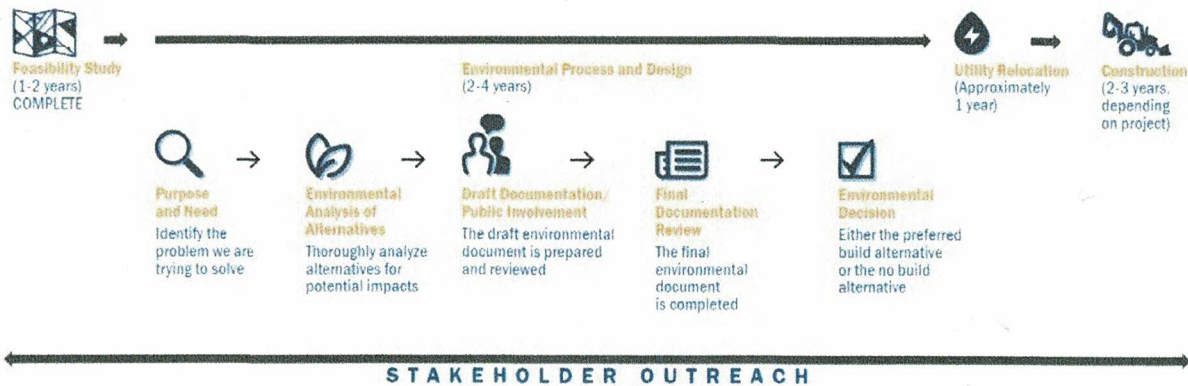 Feasibility Study
(1-2 years)
COMPLETE
Environmental Process and Design
(2-4 years)
Utility Relocation
(Approximately
1 year)
Construction
(2-3 years,
depending
on project)
Purpose
and Need
Identify the
problem we are
trying to solve
Environmental
Analysis of
Alternatives
Thoroughly analyze
alternatives for
potential impacts
Draft Documentation/
Public Involvement
The draft environmental
document is prepared
and reviewed
Final
Documentation
Review
The final
environmental
document
is completed
Environmental
Decision
Either the preferred
build alternative
or the no build
alternative
STAKEHOLDER OUTREACH